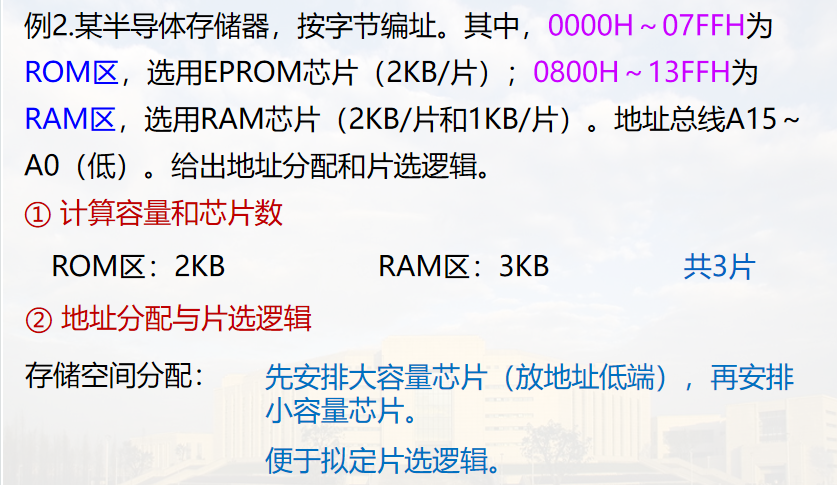 例2.某半导体存储器，按字节编址。其中，0000H～07FFH为
ROM区，选用EPROM芯片（2KB/片）；0800H～13FFH为
RAM区，选用RAM芯片（2KB/片和1KB/片）。地址总线A15～
A0（低）。给出地址分配和片选逻辑。
① 计算容量和芯片数
ROM区：2KB RAM区：3KB 共3片
② 地址分配与片选逻辑
存储空间分配： 先安排大容量芯片（放地址低端），再安排
小容量芯片。
便于拟定片选逻辑。